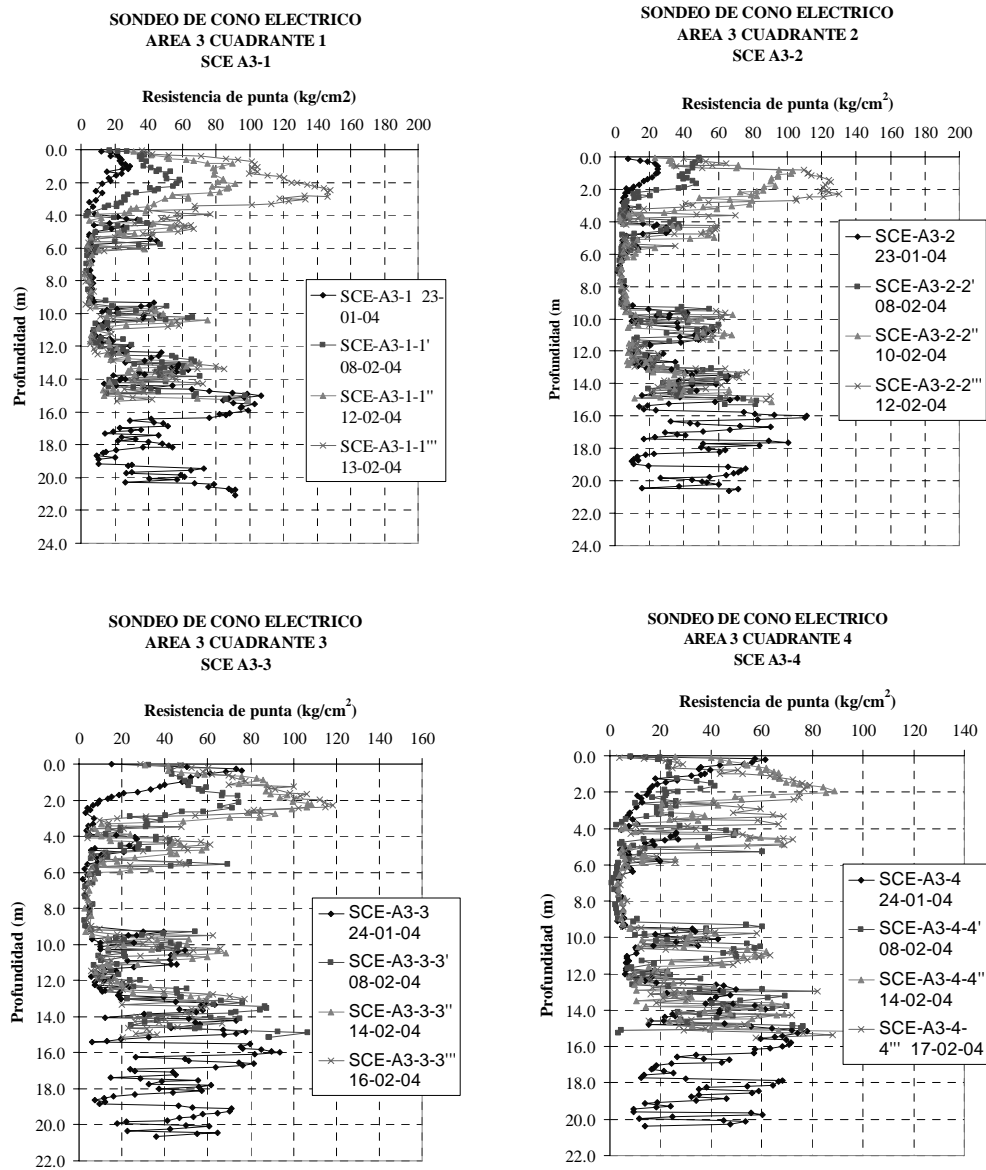 SONDEO DE CONO ELECTRICO
AREA 3 CUADRANTE 1
SCE A3-1
Resistencia de punta (kg/cm2)
0 20 40 60 80 100 120 140 160 180 200
Profundidad (m)
0.0
2.0
4.0
6.0
8.0
10.0
12.0
14.0
16.0
18.0
20.0
22.0
24.0
SCE-A3-1 23-
01-04
SCE-A3-1-1'
08-02-04
SCE-A3-1-1''
12-02-04
SCE-A3-1-1'''
13-02-04
SONDEO DE CONO ELECTRICO
AREA 3 CUADRANTE 2
SCE A3-2
Resistencia de punta (kg/cm2)
0 20 40 60 80 100 120 140 160 180 200
Profundidad (m
0.0
2.0
4.0
6.0
8.0
10.0
12.0
14.0
16.0
18.0
20.0
22.0
24.0
SCE-A3-2
23-01-04
SCE-A3-2-2'
08-02-04
SCE-A3-2-2''
10-02-04
SCE-A3-2-2'''
12-02-04
SONDEO DE CONO ELECTRICO
AREA 3 CUADRANTE 3
SCE A3-3
Resistencia de punta (kg/cm2)
0 20 40 60 80 100 120 140 160
Profundidad (m)
0.0
2.0
4.0
6.0
8.0
10.0
12.0
14.0
16.0
18.0
20.0
22.0
SCE-A3-3
24-01-04
SCE-A3-3-3'
08-02-04
SCE-A3-3-3''
14-02-04
SCE-A3-3-3'''
16-02-04
SONDEO DE CONO ELECTRICO
AREA 3 CUADRANTE 4
SCE A3-4
Resistencia de punta (kg/cm2)
0 20 40 60 80 100 120 140
Profundidad (m)
0.0
2.0
4.0
6.0
8.0
10.0
12.0
14.0
16.0
18.0
20.0
22.0
SCE-A3-4
24-01-04
SCE-A3-4-4'
08-02-04
SCE-A3-4-4''
14-02-04
SCE-A3-4-
4''' 17-02-04